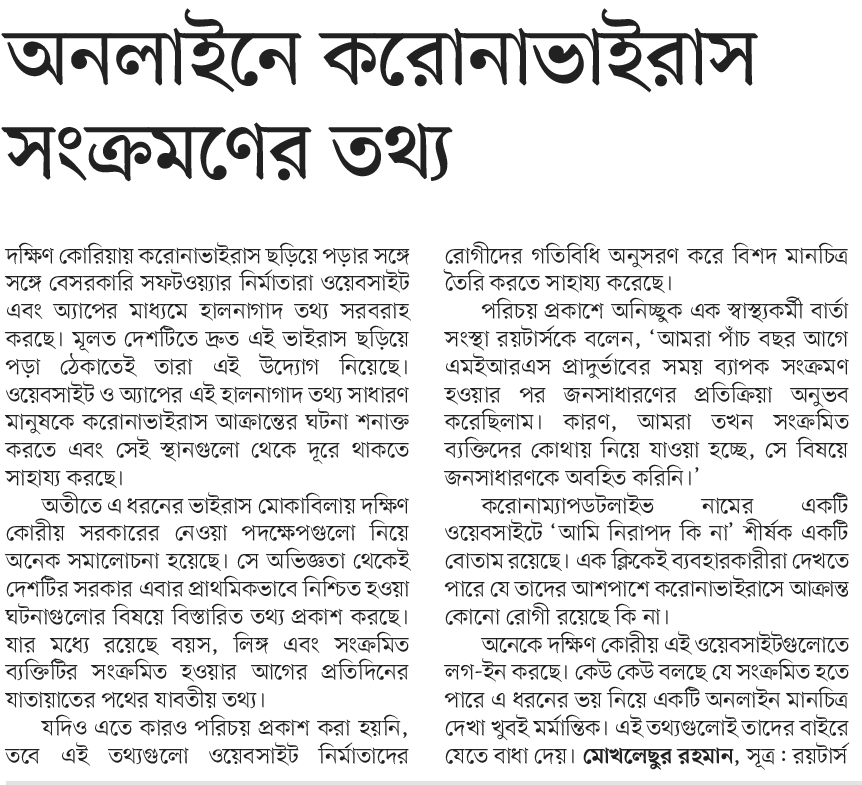 অনলাইনে করোনাভাইরাস
সংক্রমণের তথ্য
দক্ষিণ কোরিয়ায় করোনাভাইরাস ছড়িয়ে পড়ার সঙ্গে
সঙ্গে বেসরকারি সফটওয়্যার নির্মাতারা ওয়েবসাইট
এবং অ্যাপের মাধ্যমে হালনাগাদ তথ্য সরবরাহ
করছে। মূলত দেশটিতে দ্রুত এই ভাইরাস ছড়িয়ে
পড়া ঠেকাতেই তারা এই উদ্যোগ নিয়েছে।
ওয়েবসাইট ও অ্যাপের এই হালনাগাদ তথ্য সাধারণ
মানুষকে করোনাভাইরাস আক্রান্তের ঘটনা শনাক্ত
করতে এবং সেই স্থানগুলো থেকে দূরে থাকতে
সাহায্য করছে।
অতীতে এ ধরনের ভাইরাস মোকাবিলায় দক্ষিণ
কোরীয় সরকারের নেওয়া পদক্ষেপগুলো নিয়ে
অনেক সমালোচনা হয়েছে। সে অভিজ্ঞতা থেকেই
দেশটির সরকার এবার প্রাথমিকভাবে নিশ্চিত হওয়া
ঘটনাগুলোর বিষয়ে বিস্তারিত তথ্য প্রকাশ করছে।
যার মধ্যে রয়েছে বয়স, লিঙ্গ এবং সংক্রমিত
ব্যক্তিটির সংক্রমিত হওয়ার আগের প্রতিদিনের
যাতায়াতের পথের যাবতীয় তথ্য।
যদিও এতে কারও পরিচয় প্রকাশ করা হয়নি,
তবে এই তথ্যগুলো ওয়েবসাইট নির্মাতাদের
রোগীদের গতিবিধি অনুসরণ করে বিশদ মানচিত্র
তৈরি করতে সাহায্য করেছে।
পরিচয় প্রকাশে অনিচ্ছুক এক স্বাস্থ্যকর্মী বার্তা
সংস্থা রয়টার্সকে বলেন, ‘আমরা পাঁচ বছর আগে
এমইআরএস প্রাদুর্ভাবের সময় ব্যাপক সংক্রমণ
হওয়ার পর জনসাধারণের প্রতিক্রিয়া অনুভব
করেছিলাম। কারণ, আমরা তখন সংক্রমিত
ব্যক্তিদের কোথায় নিয়ে যাওয়া হচ্ছে, সে বিষয়ে
জনসাধারণকে অবহিত করিনি।’
করোনাম্যাপডটলাইভ নামের একটি
ওয়েবসাইটে ‘আমি নিরাপদ কি না’ শীর্ষক একটি
বোতাম রয়েছে। এক ক্লিকেই ব্যবহারকারীরা দেখতে
পারে যে তাদের আশপাশে করোনাভাইরাসে আক্রান্ত
কোনো রোগী রয়েছে কি না।
অনেকে দক্ষিণ কোরীয় এই ওয়েবসাইটগুলোতে
লগ-ইন করছে। কেউ কেউ বলছে যে সংক্রমিত হতে
পারে এ ধরনের ভয় নিয়ে একটি অনলাইন মানচিত্র
দেখা খুবই মর্মান্তিক। এই তথ্যগুলোই তাদের বাইরে
যেতে বাধা দেয়। মোখলেছুর রহমান, সূত্র : রয়টার্স